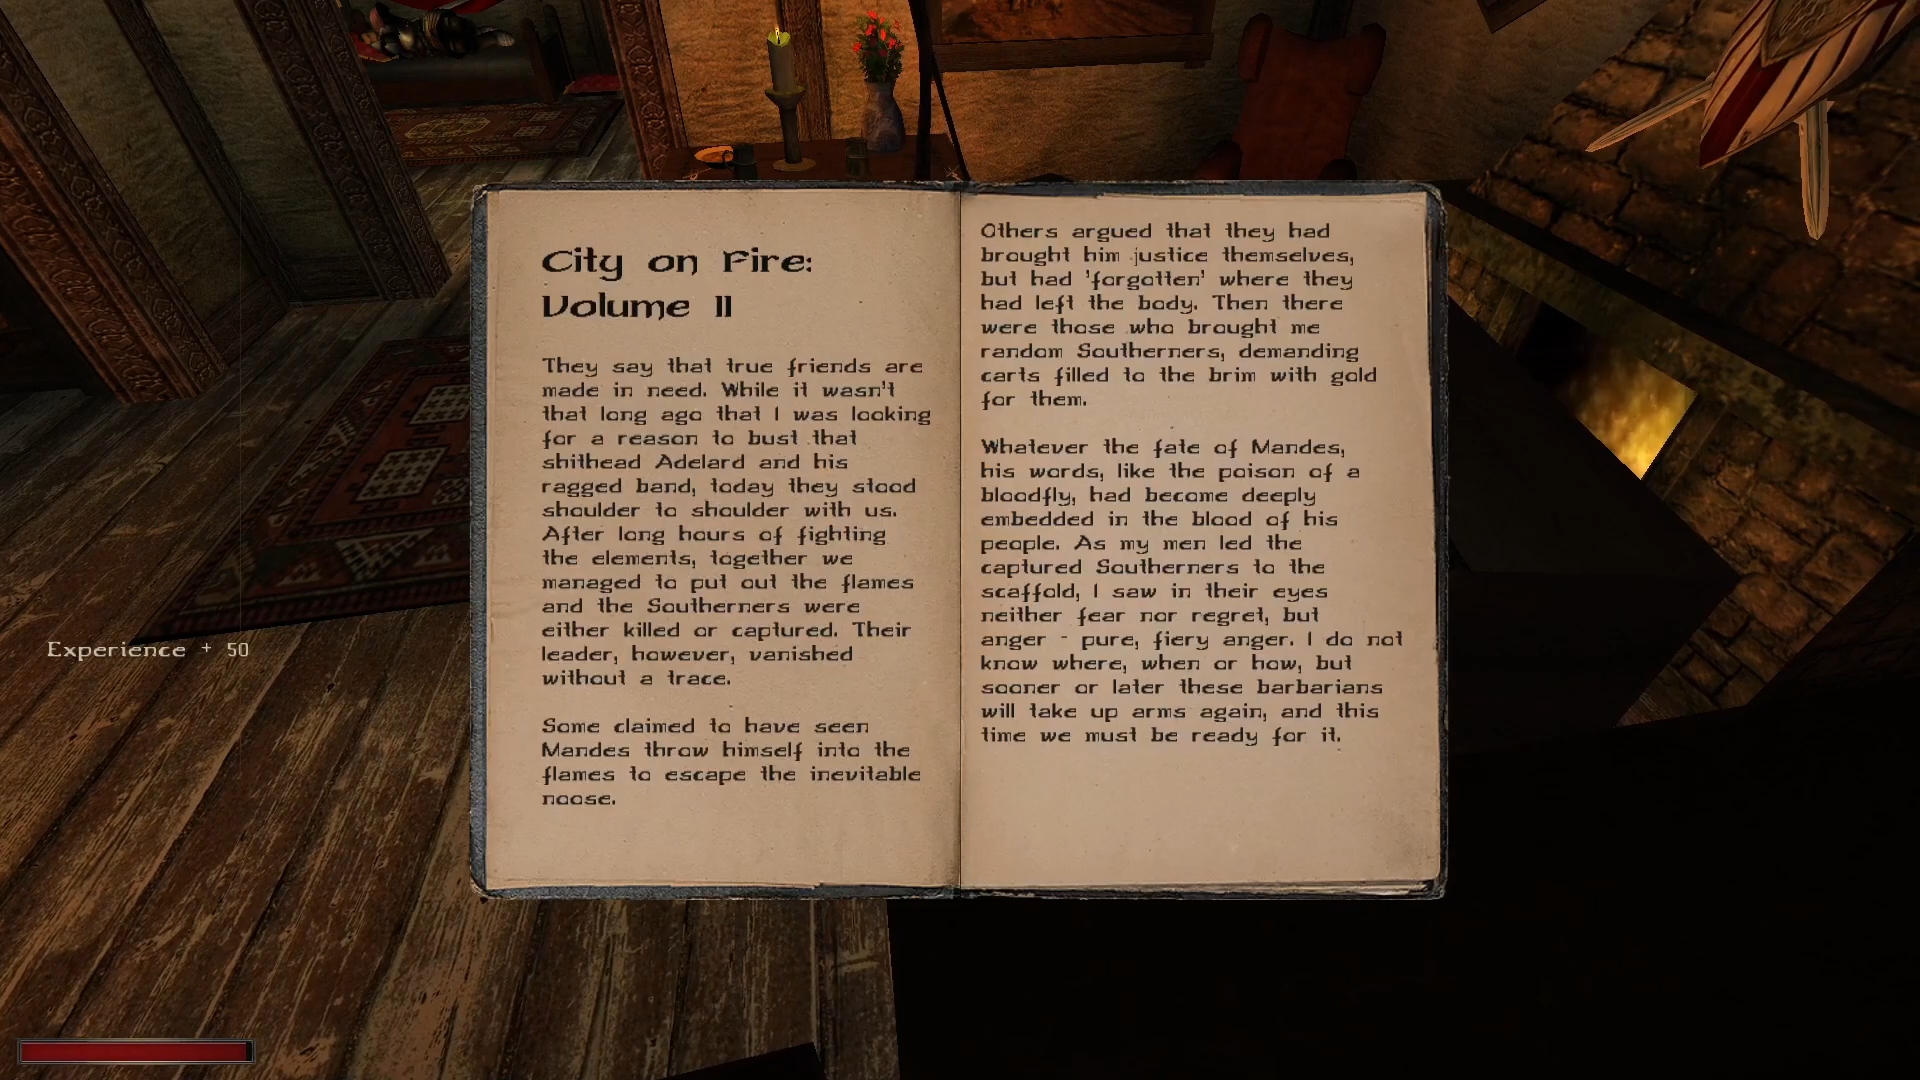 City on Fire:
Volume II
They say that true friends are
made in need. While it wasn't
that long ago that I was looking
for a reason to bust that
shithead Adelard and his
ragged band, today they stood
shoulder to shoulder with us.
After long hours of fighting
the elements, together we
managed to put out the flames
and the Southerners were
either killed or captured. Their
leader, however, vanished
without a trace.
Some claimed to have seen
Mandes throw himself into the
flames to escape the inevitable
noose.
Others argued that they had
brought him justice themselves,
but had 'forgotten' where they
had left the body. Then there
were those who brought me
random Southerners, demanding
carts filled to the brim with gold
for them.
Whatever the fate of Mandes,
his words, like the poison of a
bloodfly, had become deeply
embedded in the blood of his
people. As my men led the
captured Southerners to the
scaffold, I saw in their eyes
neither fear nor regret, but
anger - pure, fiery anger. I do not
know where, when or how, but
sooner or later these barbarians
will take up arms again, and this
time we must be ready for it.
Experience + 50